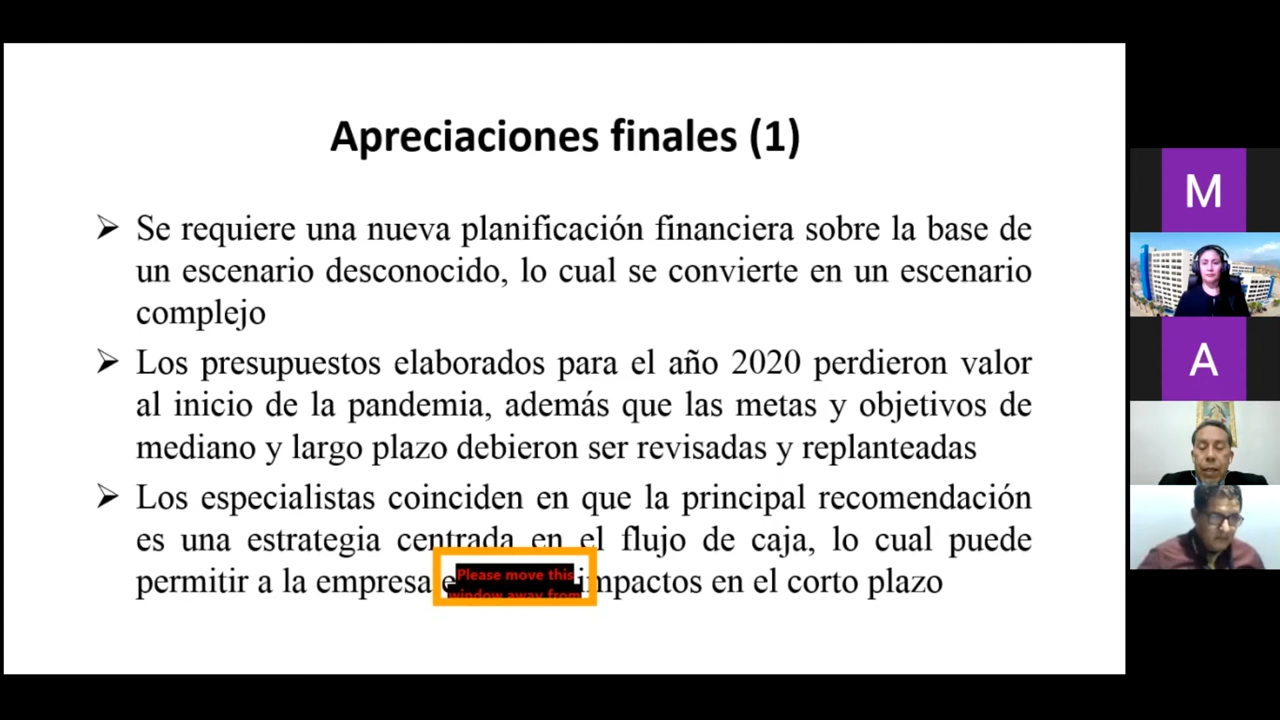 Apreciaciones finales (1)
➢ Se requiere una nueva planificación financiera sobre la base de
un escenario desconocido, lo cual se convierte en un escenario
complejo
➢ Los presupuestos elaborados para el año 2020 perdieron valor
al inicio de la pandemia, además que las metas y objetivos de
mediano y largo plazo debieron ser revisadas y replanteadas
➢ Los especialistas coinciden en que la principal recomendación
es una estrategia centrada en el flujo de caja, lo cual puede
permitir a la empresa impactos en el corto plazo
Please move this
window away from
M
A